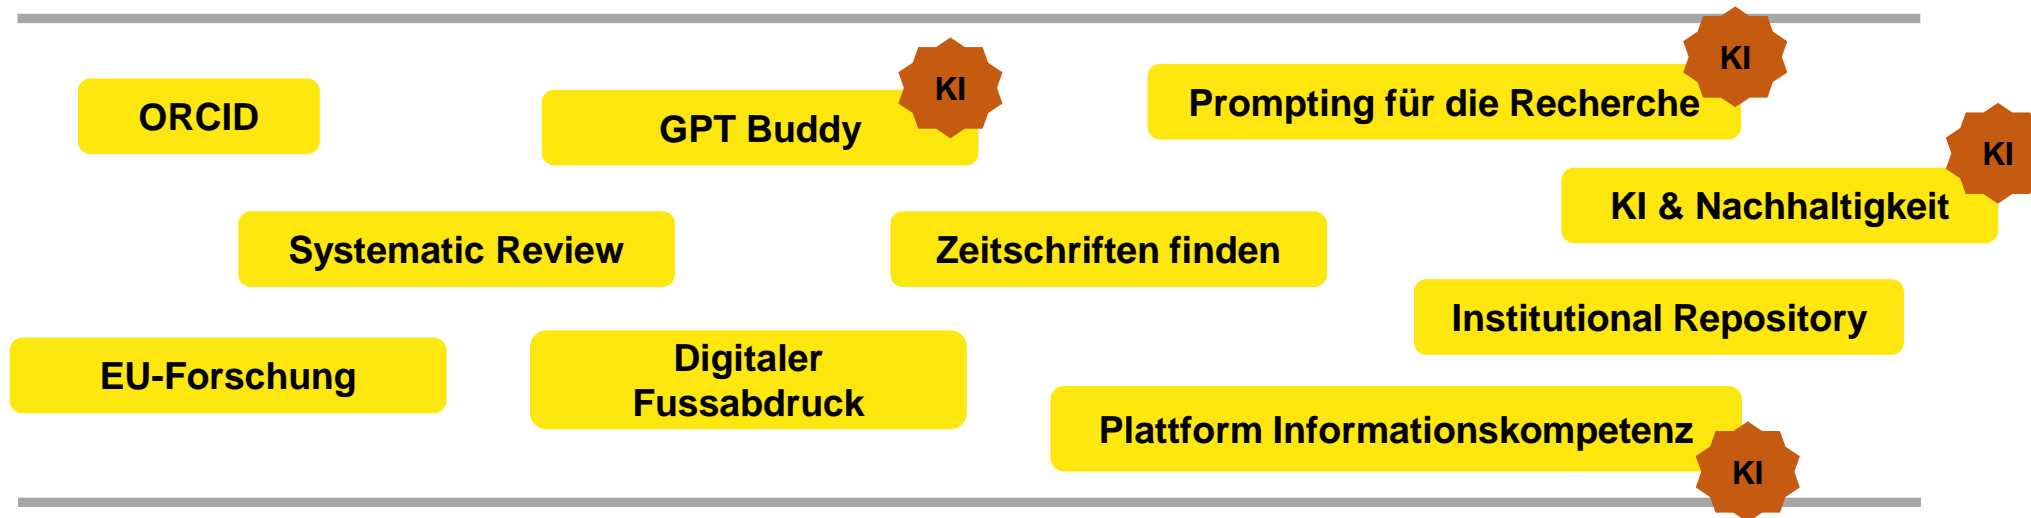 ORCID
GPT Buddy
KI
Prompting für die Recherche
KI
KI & Nachhaltigkeit
KI
Systematic Review
Zeitschriften finden
Institutional Repository
EU-Forschung
Digitaler
Fussabdruck
Plattform Informationskompetenz
KI